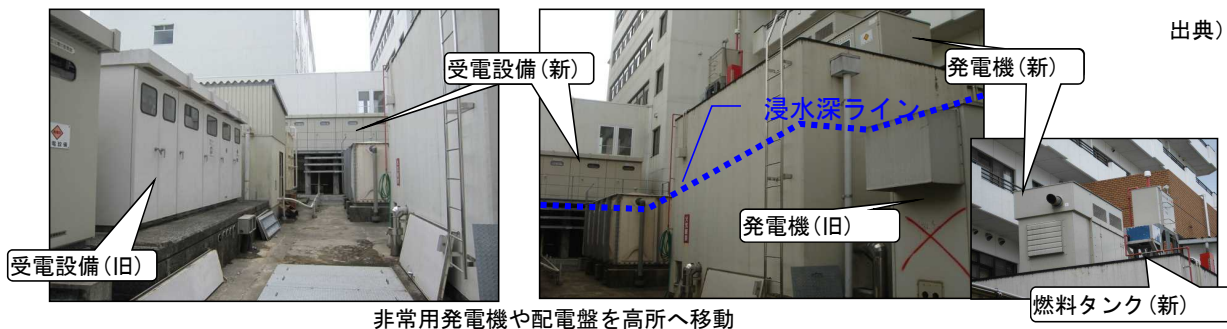 出典）
受電設備（新）
受電設備（旧）
浸水深ライン
発電機（新）
発電機（旧）
燃料タンク（新）
非常用発電機や配電盤を高所へ移動